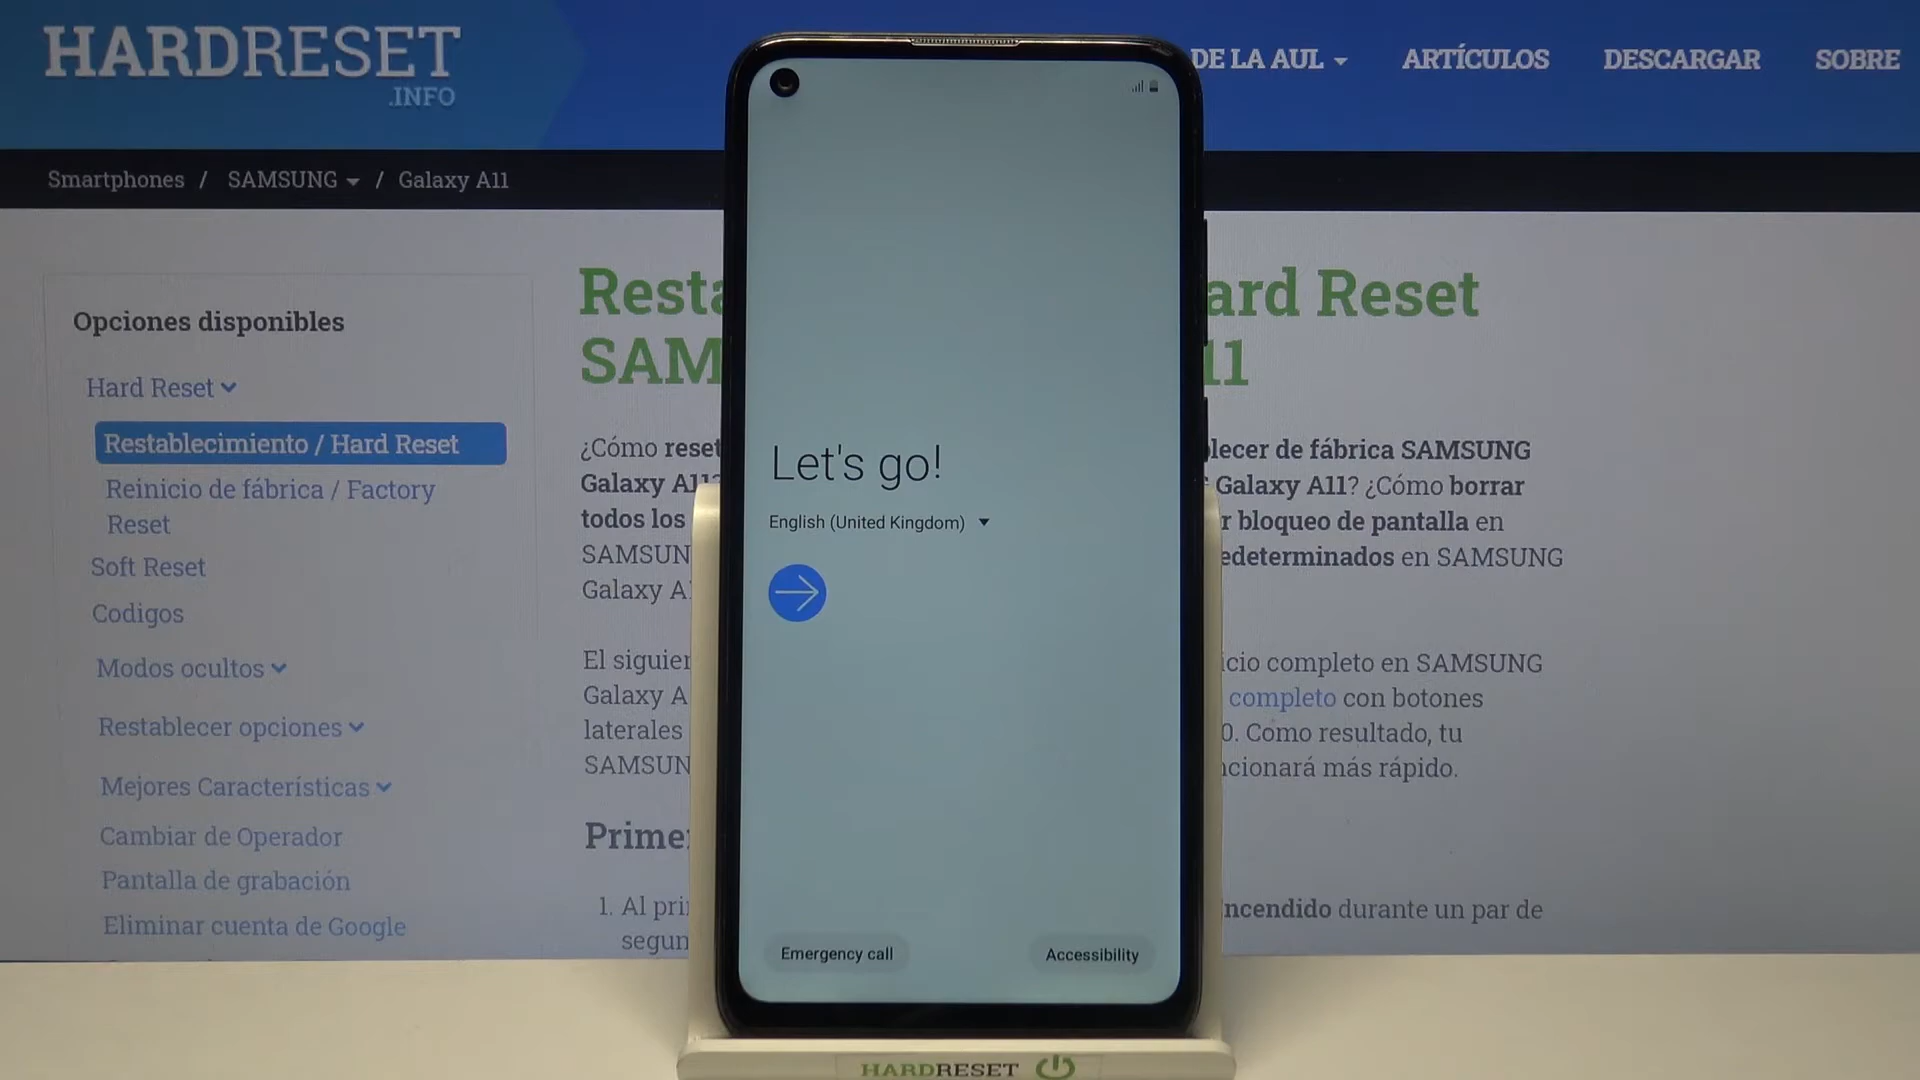 HARDRESET
.INFO
DE LA AUL
ARTÍCULOS
DESCARGAR
SOBRE
Smartphones / SAMSUNG / Galaxy A11
Opciones disponibles
Hard Reset
Restablecimiento / Hard Reset
Reinicio de fábrica / Factory
Reset
Soft Reset
Codigos
Modos ocultos
Restablecer opciones
Mejores Características
Cambiar de Operador
Pantalla de grabación
Eliminar cuenta de Google
ard Reset
SAM
11
¿Cómo
lecer de fábrica SAMSUNG
Galaxy A11?
Galaxy A11? ¿Cómo borrar
todos los
r bloqueo de pantalla en
SAMSUN
edeterminados en SAMSUNG
Galaxy A
El
icio completo en SAMSUNG
Galaxy A
completo con botones
laterales
0. Como resultado, tu
SAMSUN
ncionará más rápido.
1. Al
ncendido durante un par de
Let's go!
English (United Kingdom)
Emergency call
Accessibility
HARDRESET